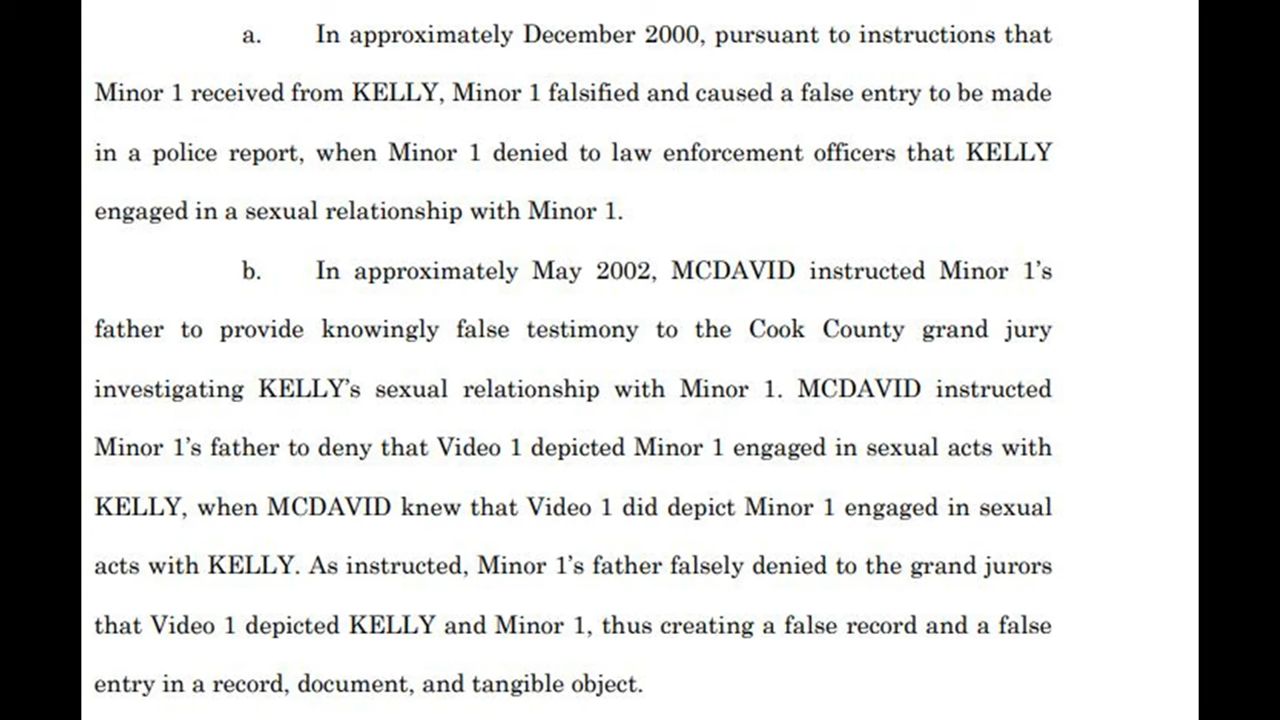 a. In approximately December 2000, pursuant to instructions that
Minor 1 received from KELLY, Minor 1 falsified and caused a false entry to be made
in a police report, when Minor 1 denied to law enforcement officers that KELLY
engaged in a sexual relationship with Minor 1.
b. In approximately May 2002, MCDAVID instructed Minor 1’s
father to provide knowingly false testimony to the Cook County grand jury
investigating KELLY’s sexual relationship with Minor 1. MCDAVID instructed
Minor 1’s father to deny that Video 1 depicted Minor 1 engaged in sexual acts with
KELLY, when MCDAVID knew that Video 1 did depict Minor 1 engaged in sexual
acts with KELLY. As instructed, Minor 1’s father falsely denied to the grand jurors
that Video 1 depicted KELLY and Minor 1, thus creating a false record and a false
entry in a record, document, and tangible object.